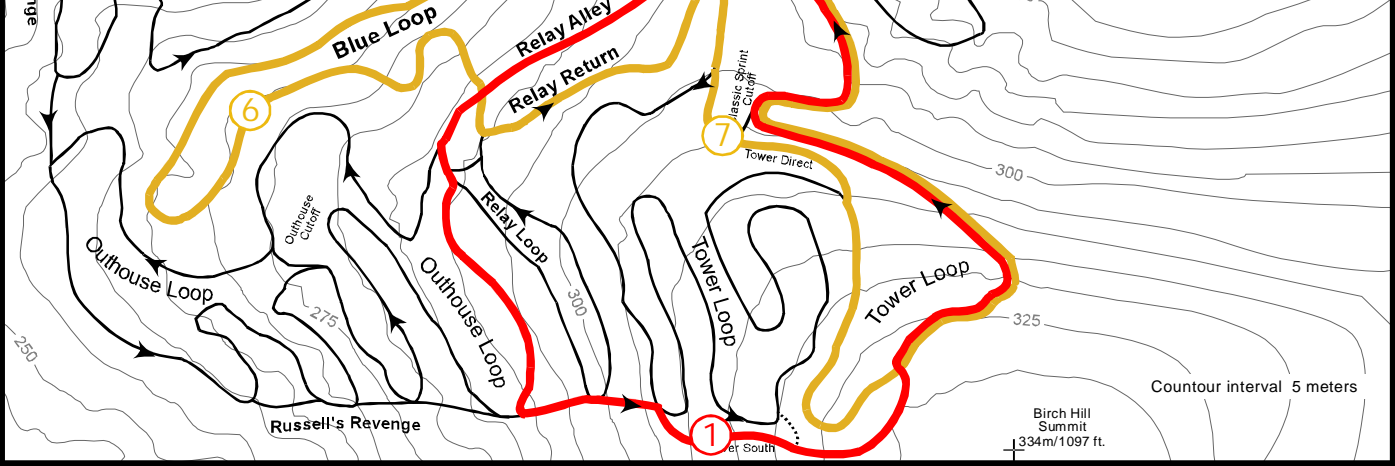 Blue Loop
Relay Alley
Relay Return
6
Classic Sprint
Cutoff
7
Tower Direct
300
Outhouse
Cutoff
Relay Loop
Outhouse Loop
Outhouse Loop
Tower Loop
Tower Loop
275
300
325
250
Countour interval 5 meters
Birch Hill
Summit
334m/1097 ft.
Russell's Revenge
1
South